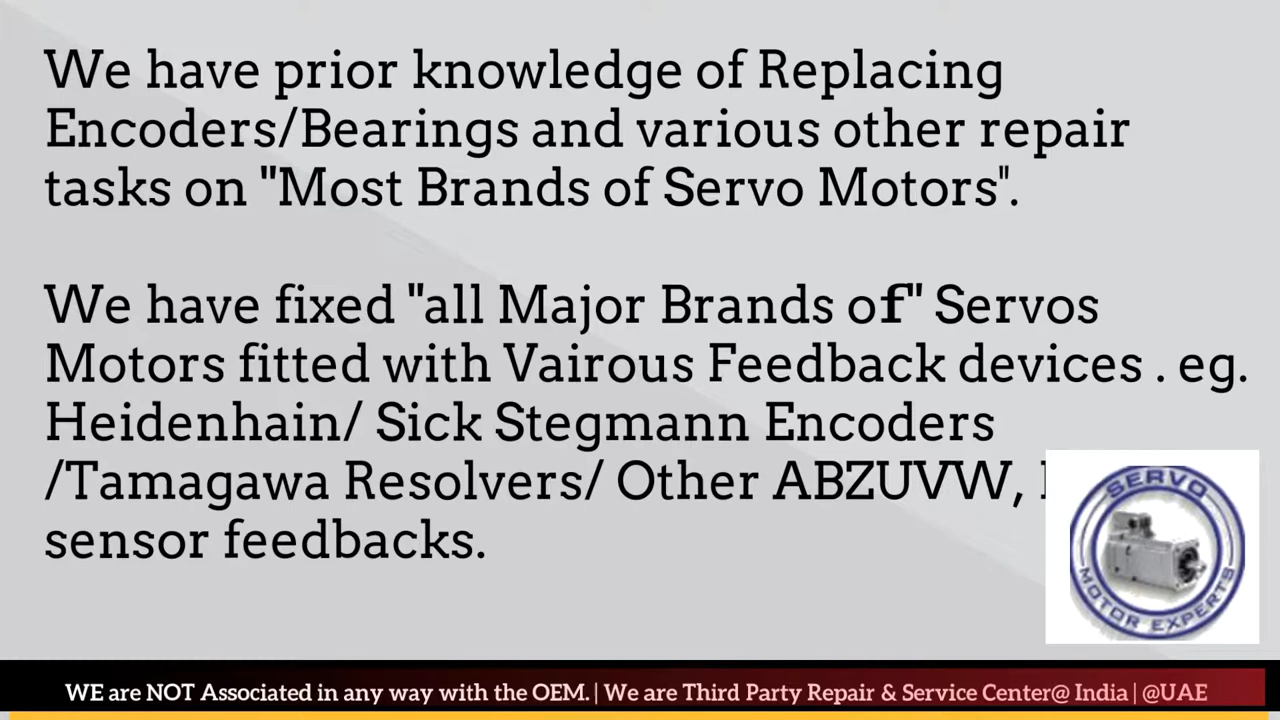 We have prior knowledge of Replacing
Encoders/Bearings and various other repair
tasks on "Most Brands of Servo Motors".
We have fixed "all Major Brands of" Servos
Motors fitted with Vairous Feedback devices . eg.
Heidenhain/ Sick Stegmann Encoders
/Tamagawa Resolvers/ Other ABZUVW,
sensor feedbacks.
SERVO
MOTOR EXPERTS
WE are NOT Associated in any way with the OEM. | We are Third Party Repair & Service Center@ India | @UAE